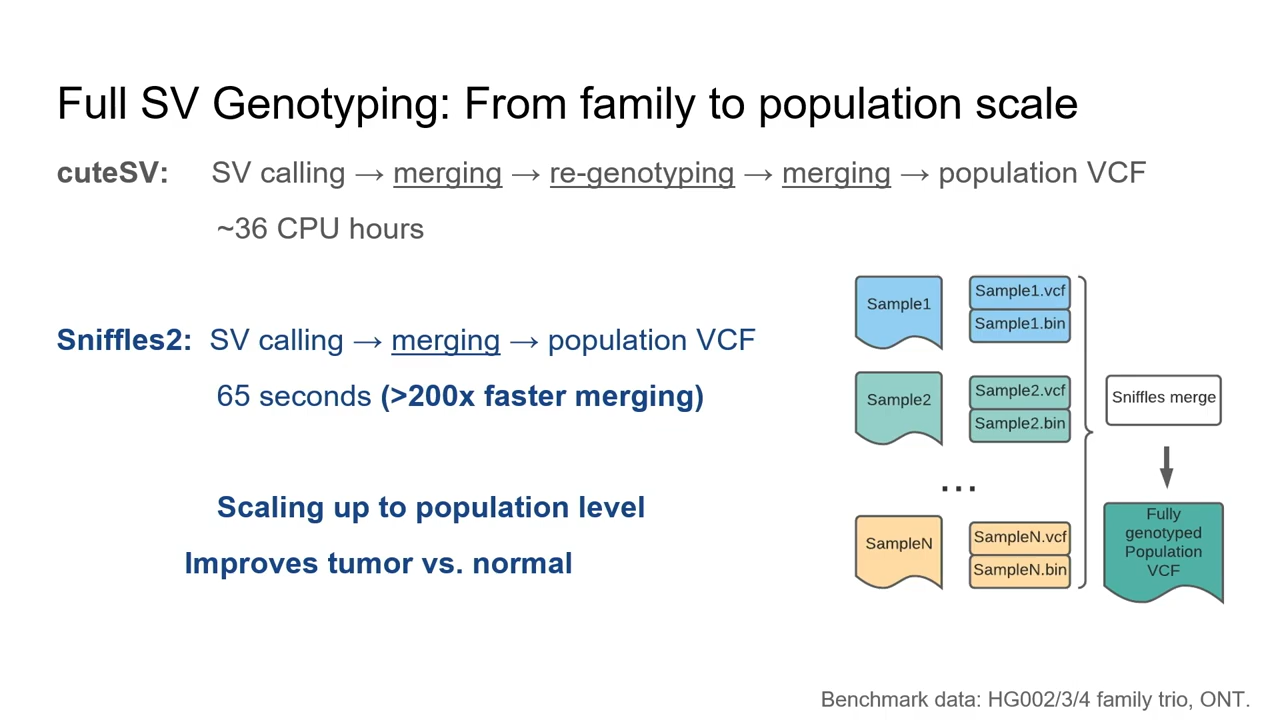 Full SV Genotyping: From family to population scale
cuteSV: SV calling → merging → re-genotyping → merging → population VCF
~36 CPU hours
Sniffles2: SV calling → merging → population VCF
65 seconds (>200x faster merging)
Scaling up to population level
Improves tumor vs. normal
Sample1
Sample1.vcf
Sample1.bin
Sample2
Sample2.vcf
Sample2.bin
...
SampleN
SampleN.vcf
SampleN.bin
Sniffles merge
Fully
genotyped
Population
VCF
Benchmark data: HG002/3/4 family trio, ONT.